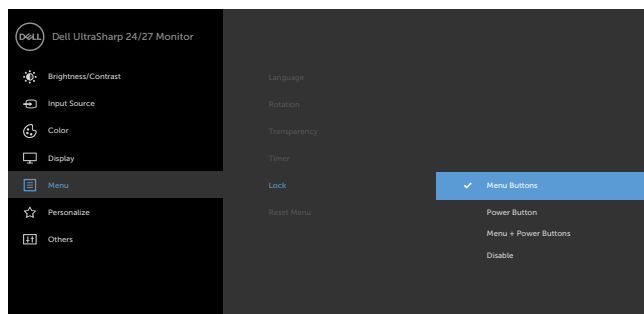 DELL Dell UltraSharp 24/27 Monitor
Brightness/Contrast
Input Source
Color
Display
Menu
Personalize
Others
Language
Rotation
Transparency
Timer
Lock
Reset Menu
Menu Buttons
Power Button
Menu + Power Buttons
Disable